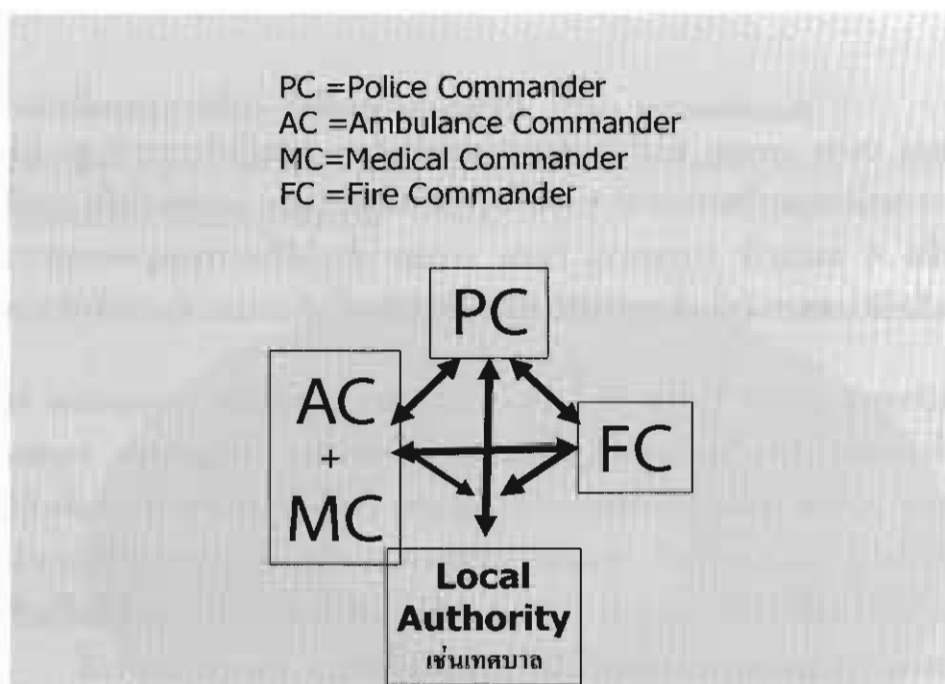 PC =Police Commander
AC =Ambulance Commander
MC=Medical Commander
FC =Fire Commander
PC
AC
+
MC
FC
Local
Authority
เช่นเทศบาล